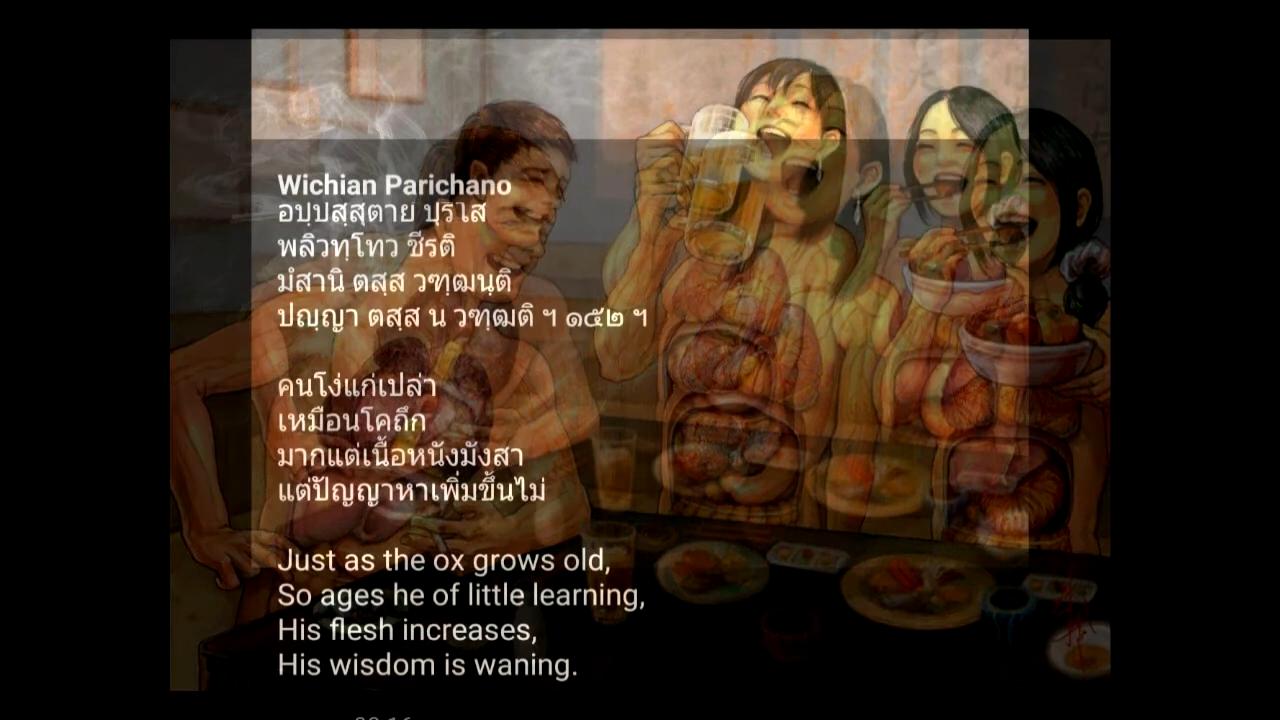 Wichian Parichano
อปฺปสฺสุตาย ปุริโส
พลิวทฺโทว ชีรติ
มํสานิ ตสฺส วฑฺฒนฺติ
ปญฺญา ตสฺส น วฑฺฒติ ฯ ๑๕๒ ฯ
คนโง่แก่เปล่า
เหมือนโคถึก
มากแต่เนื้อหนังมังสา
แต่ปัญญาหาเพิ่มขึ้นไม่
Just as the ox grows old,
So ages he of little learning,
His flesh increases,
His wisdom is waning.